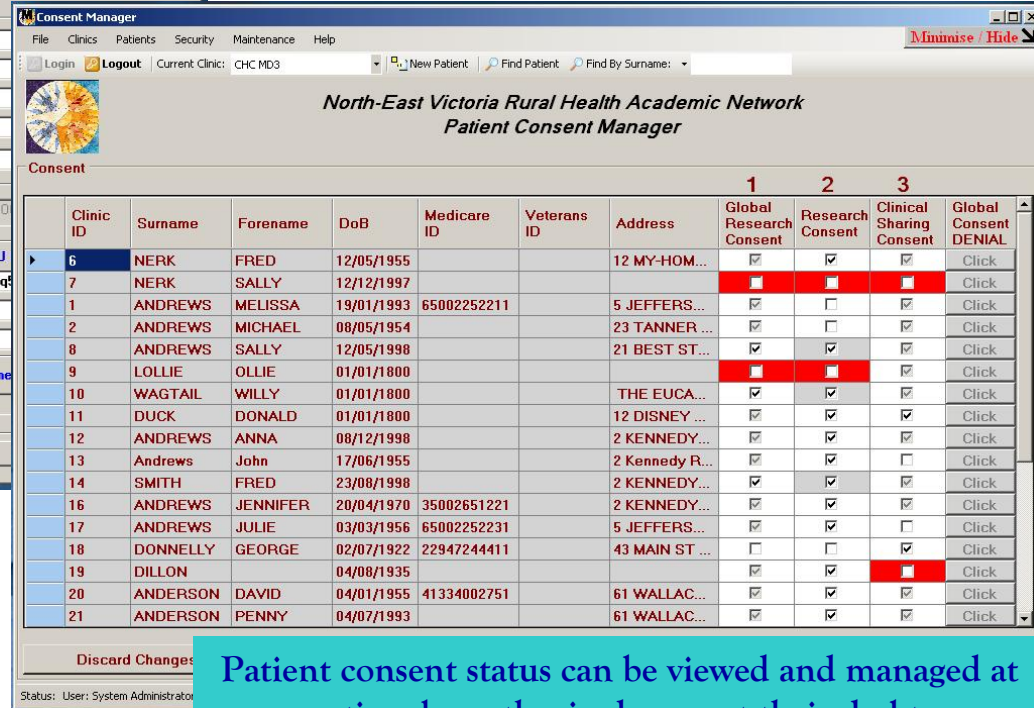 Consent Manager
File Clinics Patients Security Maintenance Help
Minimise / Hide
Login Logout Current Clinic: CHC MD3 New Patient Find Patient Find By Surname:
North-East Victoria Rural Health Academic Network
Patient Consent Manager
Consent
1 2 3
Clinic ID Surname Forename DoB Medicare ID Veterans ID Address Global Research Consent Research Consent Clinical Sharing Consent Global Consent DENIAL
6 NERK FRED 12/05/1955 12 MY-HOM... Click
7 NERK SALLY 12/12/1997 Click
1 ANDREWS MELISSA 19/01/1993 65002252211 5 JEFFERS... Click
2 ANDREWS MICHAEL 08/05/1954 23 TANNER ... Click
8 ANDREWS SALLY 12/05/1998 21 BEST ST... Click
9 LOLLIE OLLIE 01/01/1800 Click
10 WAGTAIL WILLY 01/01/1800 THE EUCA... Click
11 DUCK DONALD 01/01/1800 12 DISNEY ... Click
12 ANDREWS ANNA 08/12/1998 2 KENNEDY... Click
13 Andrews John 17/06/1955 2 Kennedy R... Click
14 SMITH FRED 23/08/1998 2 KENNEDY... Click
16 ANDREWS JENNIFER 20/04/1970 35002651221 2 KENNEDY... Click
17 ANDREWS JULIE 03/03/1956 65002252231 5 JEFFERS... Click
18 DONNELLY GEORGE 02/07/1922 22947244411 43 MAIN ST ... Click
19 DILLON 04/08/1935 Click
20 ANDERSON DAVID 04/01/1955 41334002751 61 WALLAC... Click
21 ANDERSON PENNY 04/07/1993 61 WALLAC... Click
Discard Changes
Status: User: System Administrator
Patient consent status can be viewed and managed at